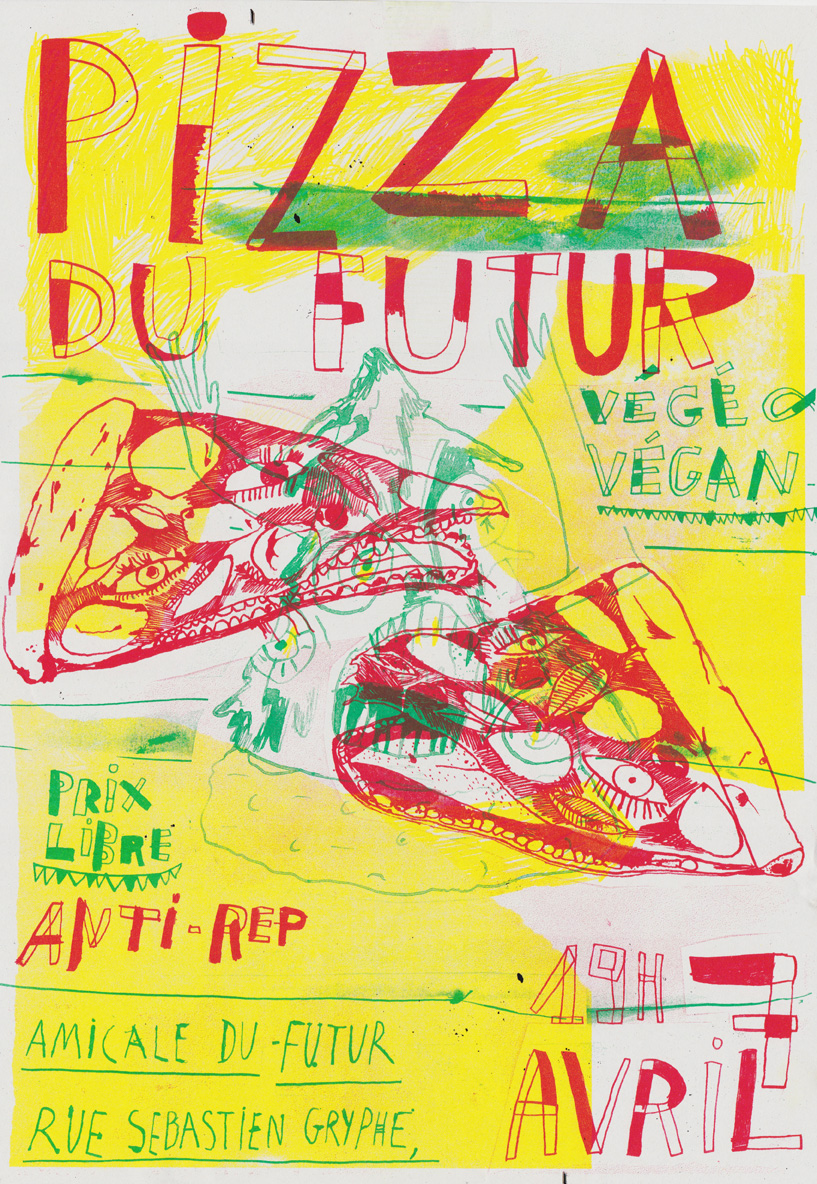 PIZZA
DU FUTUR
VÉGÉ
VÉGAN
PRIX
LIBRE
ANTI-REP
19H 7
AVRIL
AMICALE DU-FUTUR
RUE SEBASTIEN GRYPHE,